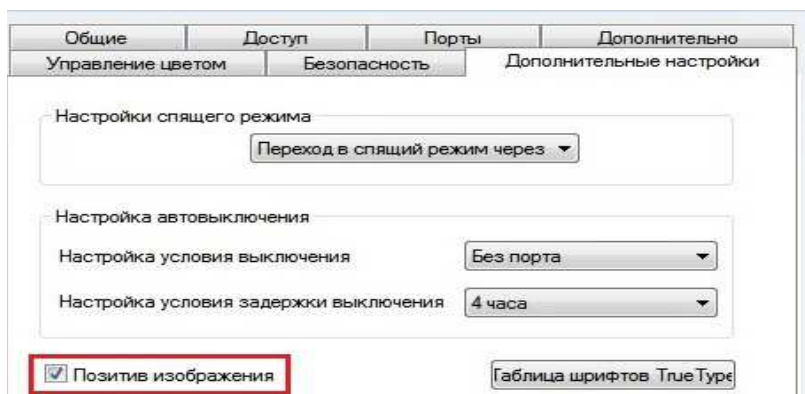 Общие Доступ Порты Дополнительно
Управление цветом Безопасность Дополнительные настройки
Настройки спящего режима
Переход в спящий режим через
Настройка автовыключения
Настройка условия выключения Без порта
Настройка условия задержки выключения 4 часа
Позитив изображения Таблица шрифтов TrueType